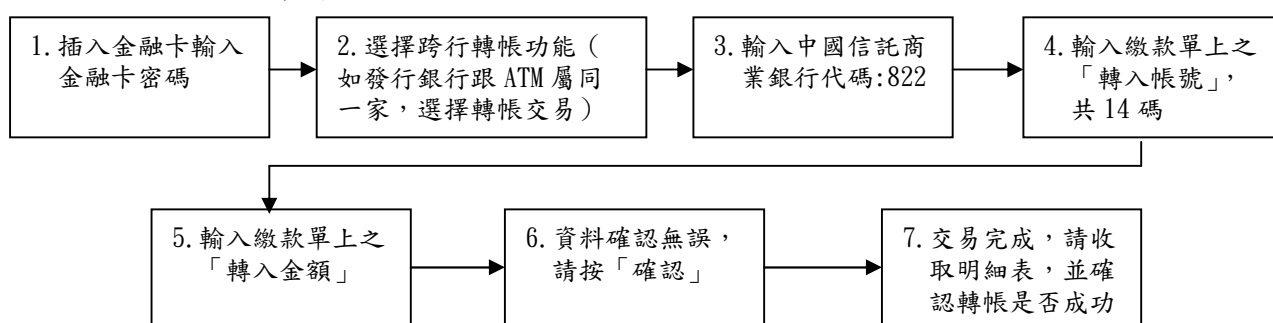 1.插入金融卡輸入
金融卡密碼
2.選擇跨行轉帳功能（
如發行銀行跟 ATM 屬同
一家，選擇轉帳交易）
3.輸入中國信託商
業銀行代碼:822
4.輸入繳款單上之
「轉入帳號」，
共 14 碼
5.輸入繳款單上之
「轉入金額」
6.資料確認無誤，
請按「確認」
7.交易完成，請收
取明細表，並確
認轉帳是否成功